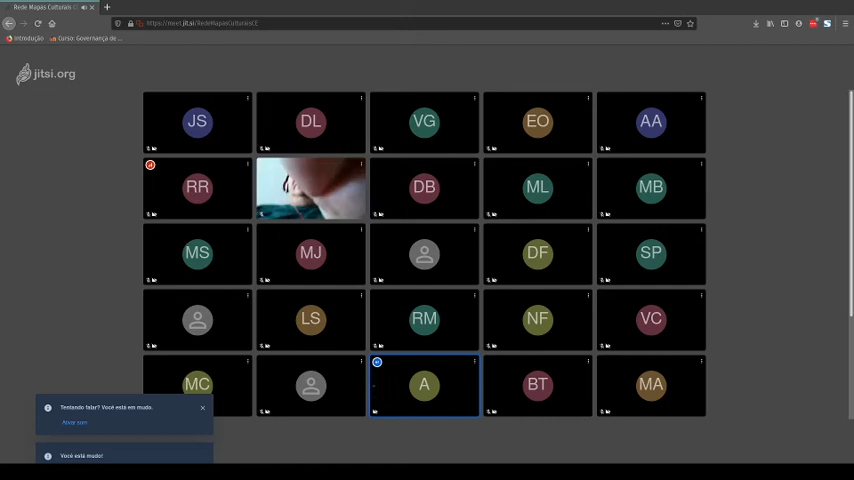 Rede Mapas Culturais C
https://meet.jit.si/RedeMapasCulturaisCE
Introdução
Curso: Governança de ...
jitsi.org
JS
DL
VG
EO
AA
RR
DB
ML
MB
MS
MJ
DF
SP
LS
RM
NF
VC
MC
A
BT
MA
Tentando falar? Você está em mudo.
Ativar som
Você está mudo!